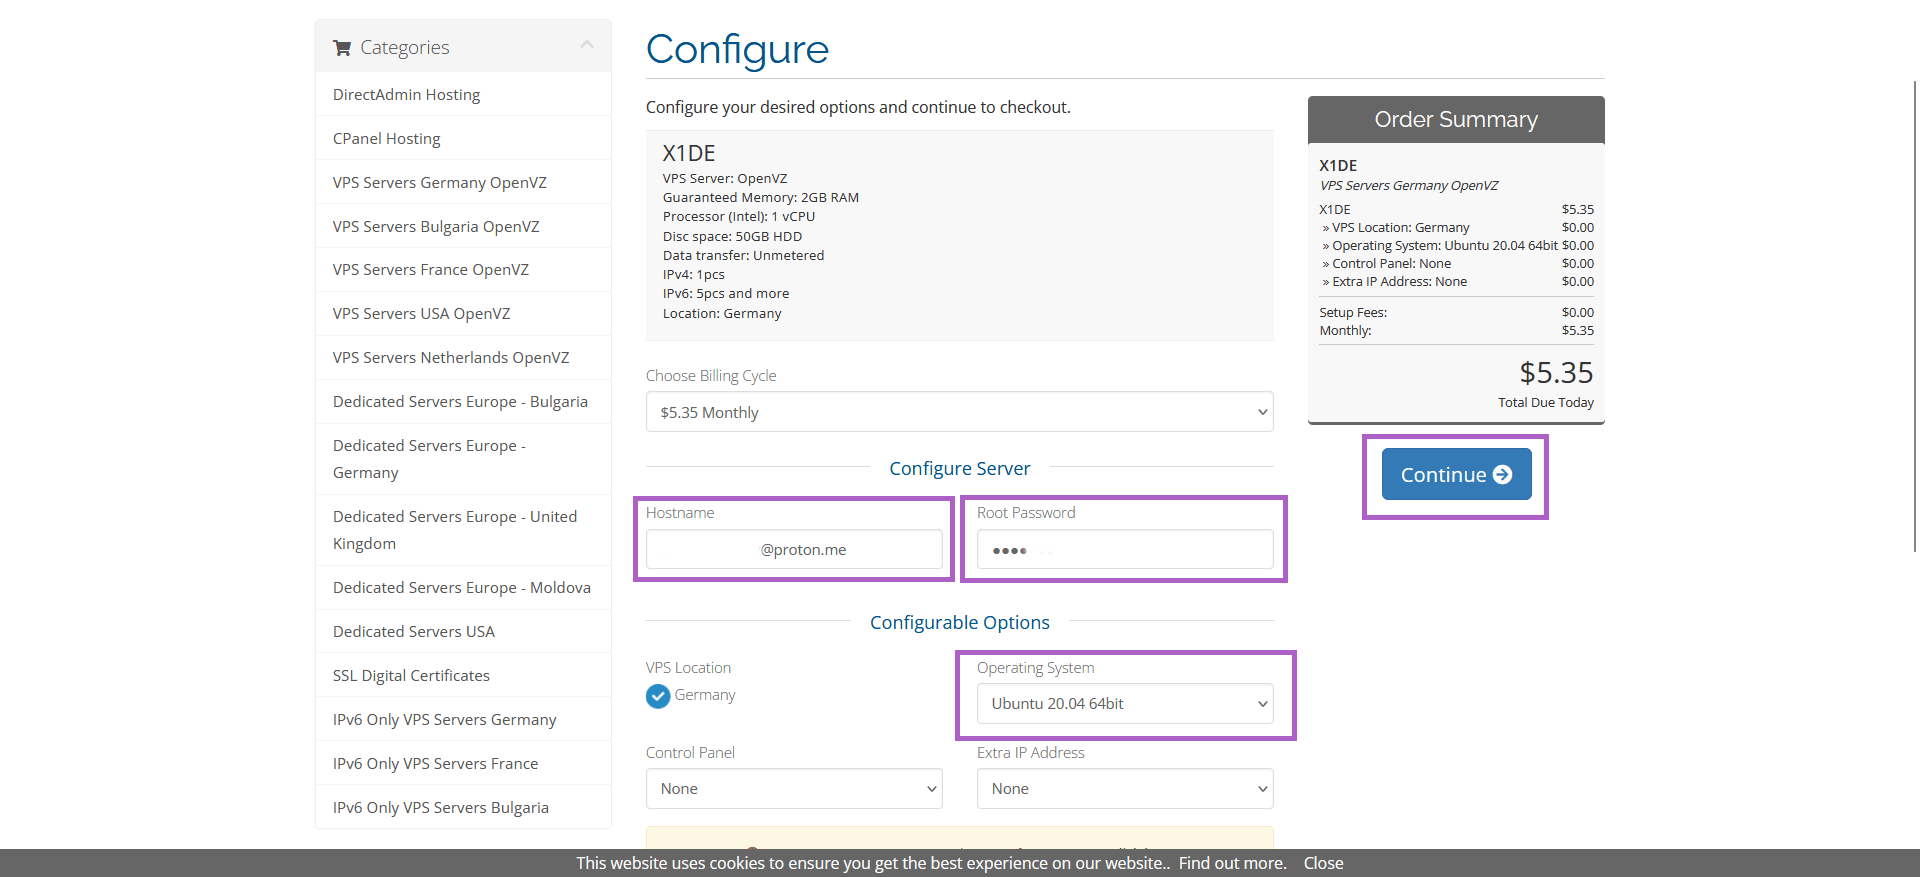 Categories
DirectAdmin Hosting
CPanel Hosting
VPS Servers Germany OpenVZ
VPS Servers Bulgaria OpenVZ
VPS Servers France OpenVZ
VPS Servers USA OpenVZ
VPS Servers Netherlands OpenVZ
Dedicated Servers Europe - Bulgaria
Dedicated Servers Europe -
Germany
Dedicated Servers Europe - United
Kingdom
Dedicated Servers Europe - Moldova
Dedicated Servers USA
SSL Digital Certificates
IPv6 Only VPS Servers Germany
IPv6 Only VPS Servers France
IPv6 Only VPS Servers Bulgaria
Configure
Configure your desired options and continue to checkout.
X1DE
VPS Server: OpenVZ
Guaranteed Memory: 2GB RAM
Processor (Intel): 1 vCPU
Disc space: 50GB HDD
Data transfer: Unmetered
IPv4: 1pcs
IPv6: 5pcs and more
Location: Germany
Choose Billing Cycle
$5.35 Monthly
Configure Server
Hostname
@proton.me
Root Password
••••
Configurable Options
VPS Location
Germany
Operating System
Ubuntu 20.04 64bit
Control Panel
None
Extra IP Address
None
Order Summary
X1DE
VPS Servers Germany OpenVZ
X1DE $5.35
» VPS Location: Germany $0.00
» Operating System: Ubuntu 20.04 64bit $0.00
» Control Panel: None $0.00
» Extra IP Address: None $0.00
Setup Fees: $0.00
Monthly: $5.35
$5.35
Total Due Today
Continue
This website uses cookies to ensure you get the best experience on our website.. Find out more. Close